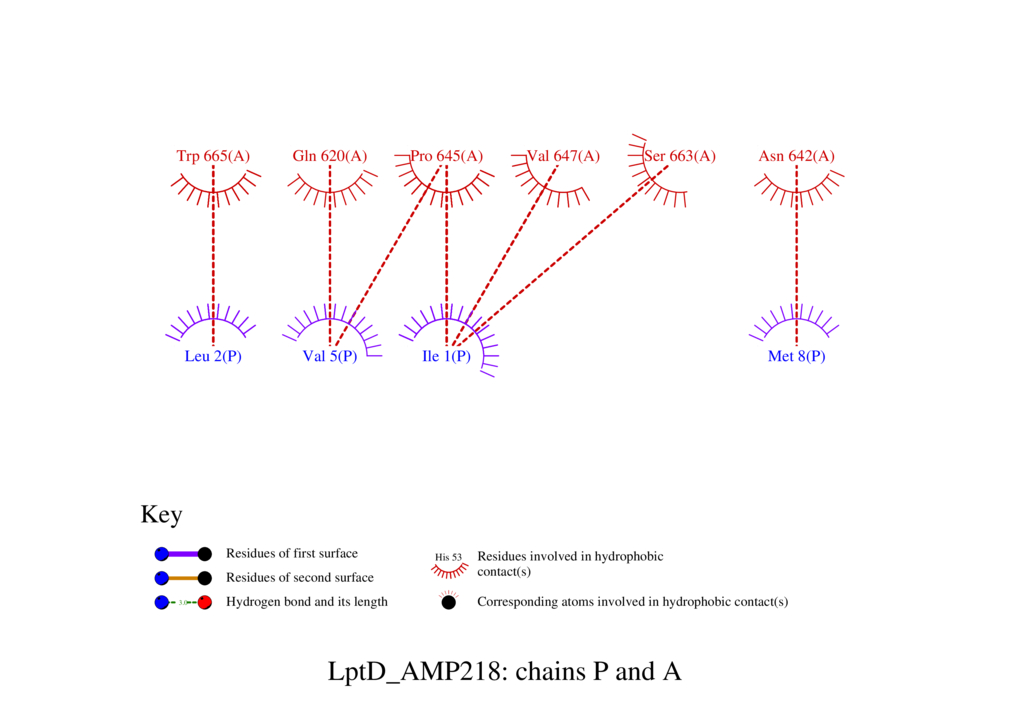 Trp 665(A) Gln 620(A) Pro 645(A) Val 647(A) Ser 663(A) Asn 642(A)
Leu 2(P) Val 5(P) Ile 1(P) Met 8(P)
Key
Residues of first surface
Residues of second surface
3.0
Hydrogen bond and its length
His 53
Residues involved in hydrophobic
contact(s)
Corresponding atoms involved in hydrophobic contact(s)
LptD_AMP218: chains P and A